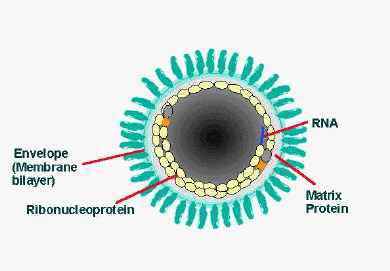 RNA
Envelope
(Membrane
bilayer)
Ribonucleoprotein
Matrix
Protein